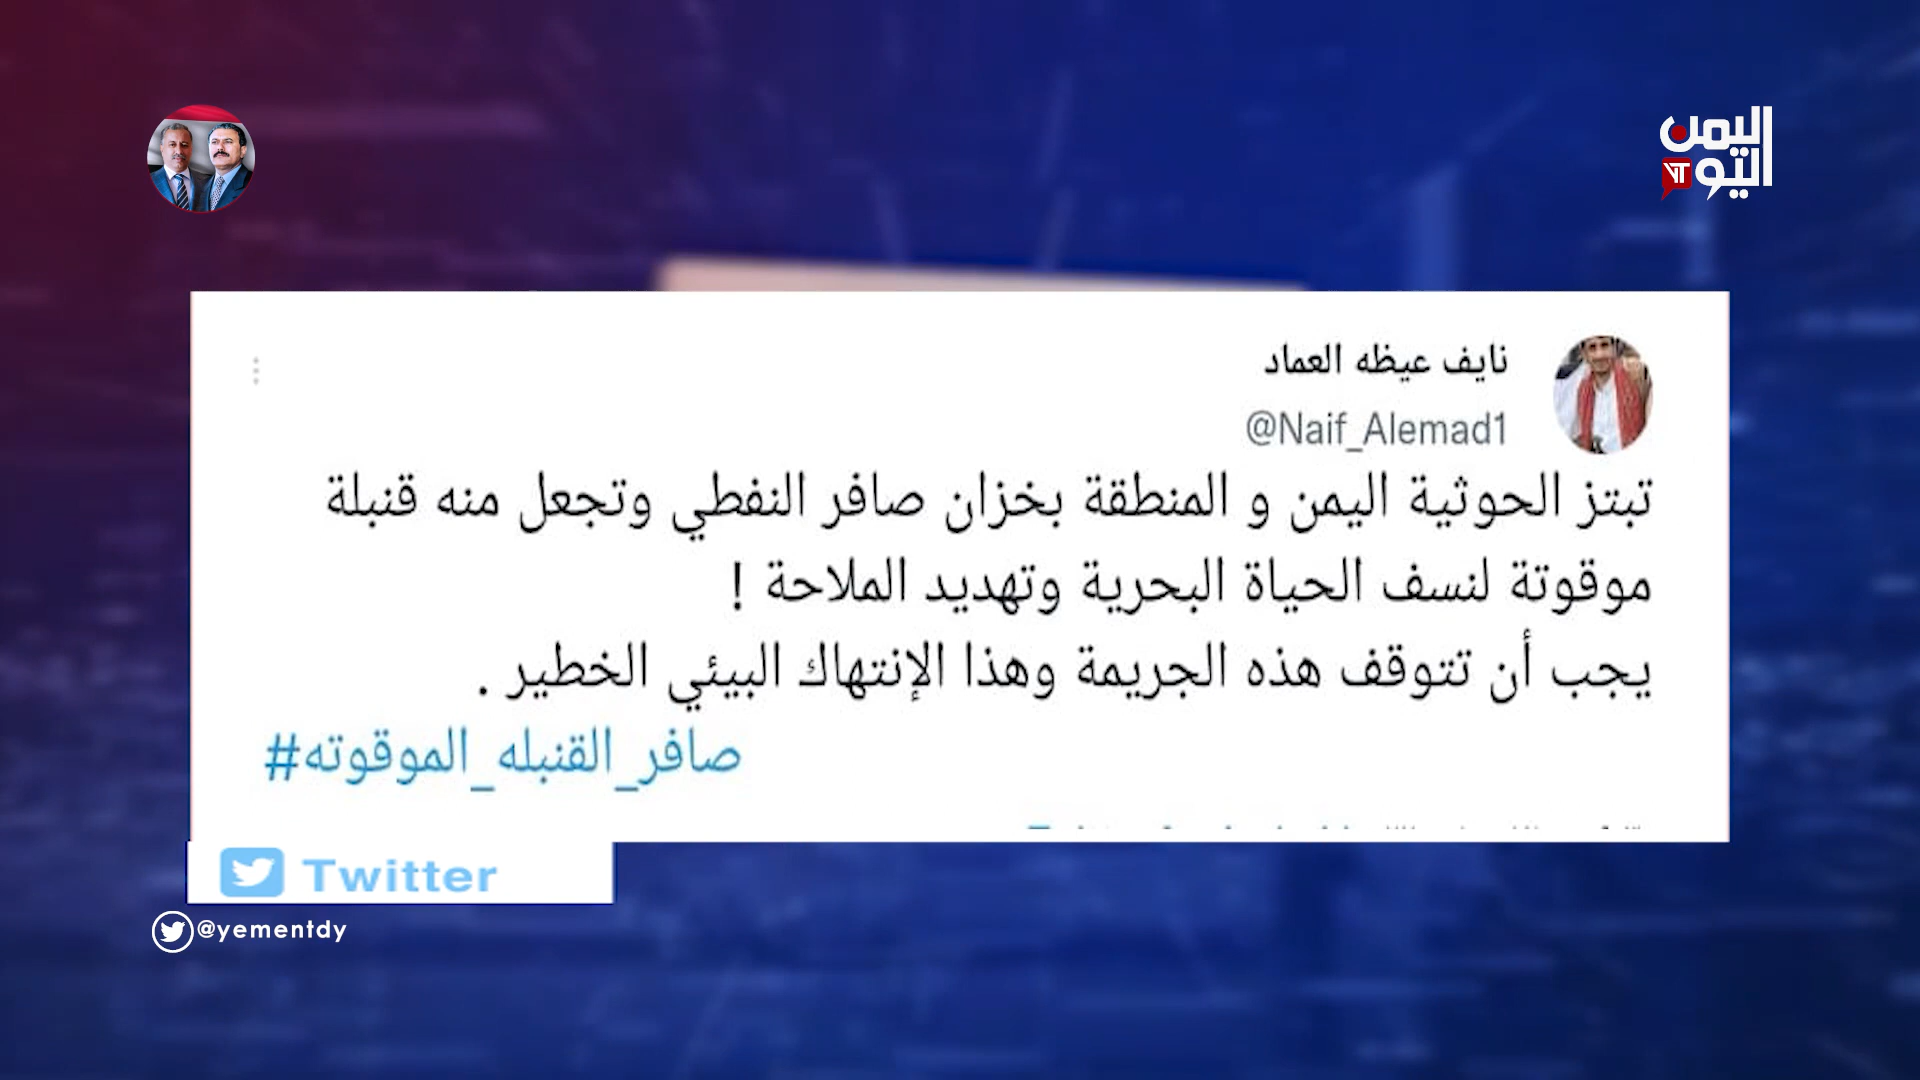 اليمن
اليوم
YT
نايف عيظه العماد
@Naif_Alemad1
تبتز الحوثية اليمن و المنطقة بخزان صافر النفطي وتجعل منه قنبلة
موقوتة لنسف الحياة البحرية وتهديد الملاحة !
يجب أن تتوقف هذه الجريمة وهذا الإنتهاك البيئي الخطير .
#صافر_القنبله_الموقوته
Twitter
@yementdy